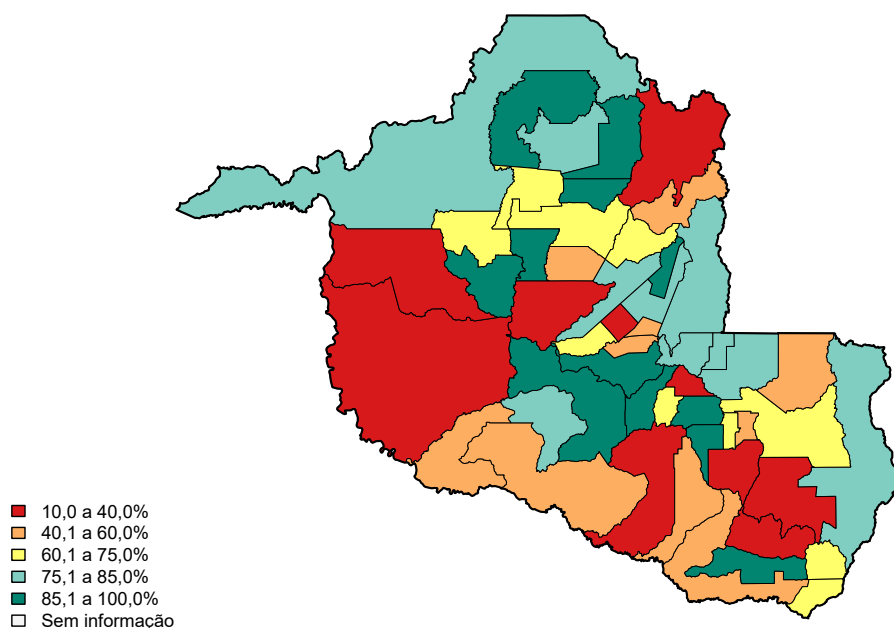 10,0 a 40,0%
40,1 a 60,0%
60,1 a 75,0%
75,1 a 85,0%
85,1 a 100,0%
Sem informação